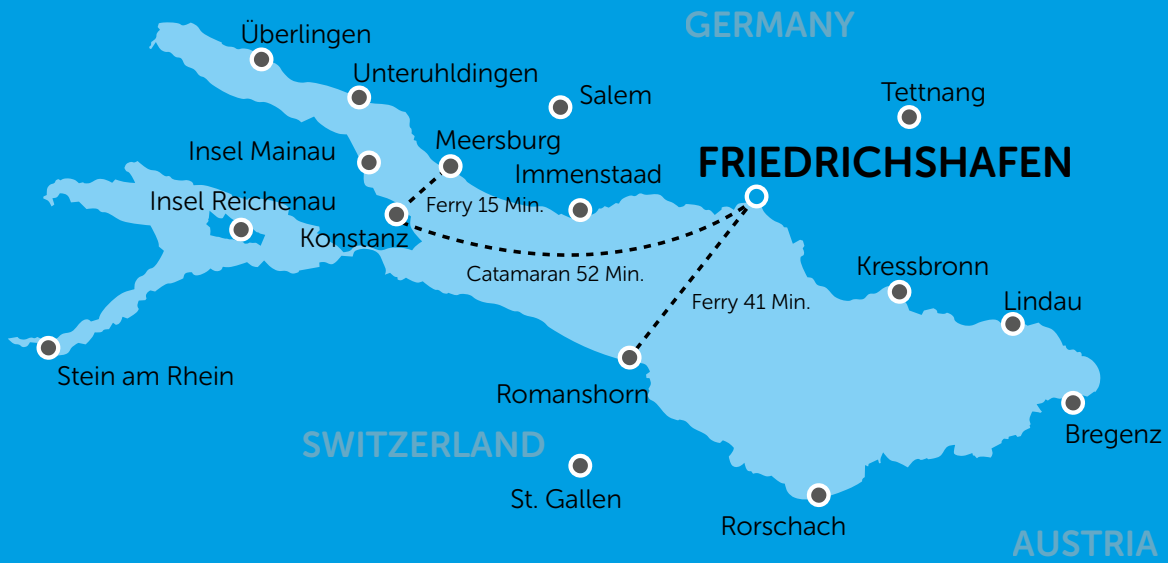 GERMANY
Überlingen
Unteruhldingen
Salem
Tettnang
Meersburg
Insel Mainau
FRIEDRICHSHAFEN
Immenstaad
Insel Reichenau
Ferry 15 Min.
Konstanz
Catamaran 52 Min.
Kressbronn
Ferry 41 Min.
Lindau
Stein am Rhein
Romanshorn
SWITZERLAND
Bregenz
St. Gallen
Rorschach
AUSTRIA